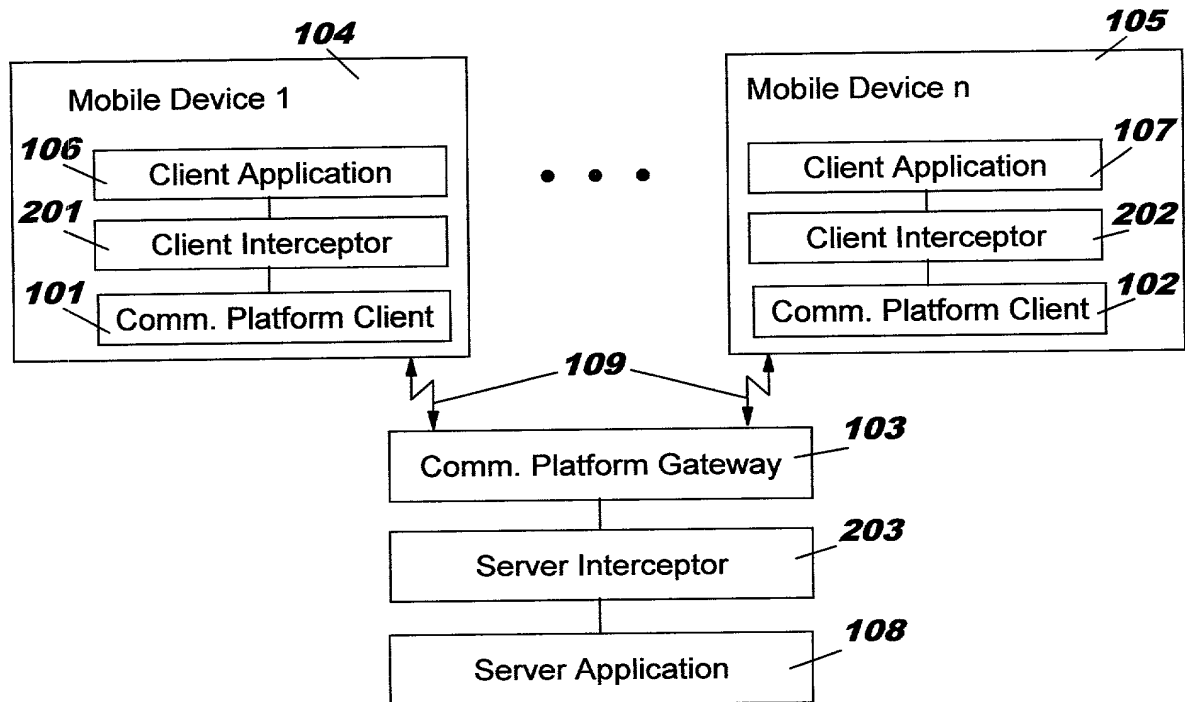 104
105
Mobile Device 1
Mobile Device n
106
Client Application
• • •
Client Application
107
201
Client Interceptor
Client Interceptor
202
101
Comm. Platform Client
Comm. Platform Client
102
109
103
Comm. Platform Gateway
203
Server Interceptor
108
Server Application